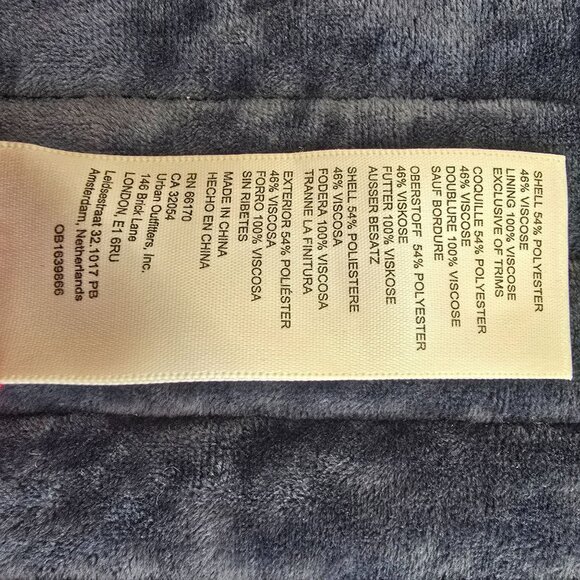 SHELL 54% POLYESTER
46% VISCOSE
LINING 100% VISCOSE
EXCLUSIVE OF TRIMS
COQUILLE 54% POLYESTER
46% VISCOSE
DOUBLURE 100% VISCOSE
SAUF BORDURE
OBERSTOFF 54% POLYESTER
46% VISKOSE
FUTTER 100% VISKOSE
AUSSER BESATZ
SHELL 54% POLIESTERE
46% VISCOSA
FODERA 100% VISCOSA
TRANNE LA FINITURA
EXTERIOR 54% POLIÉSTER
46% VISCOSA
FORRO 100% VISCOSA
SIN RIBETES
MADE IN CHINA
HECHO EN CHINA
RN 66170
CA 32054
Urban Outfitters, Inc.
146 Brick Lane
LONDON, E1 6RU
Leidsestraat 32,1017 PB
Amsterdam, Netherlands
OB1639866